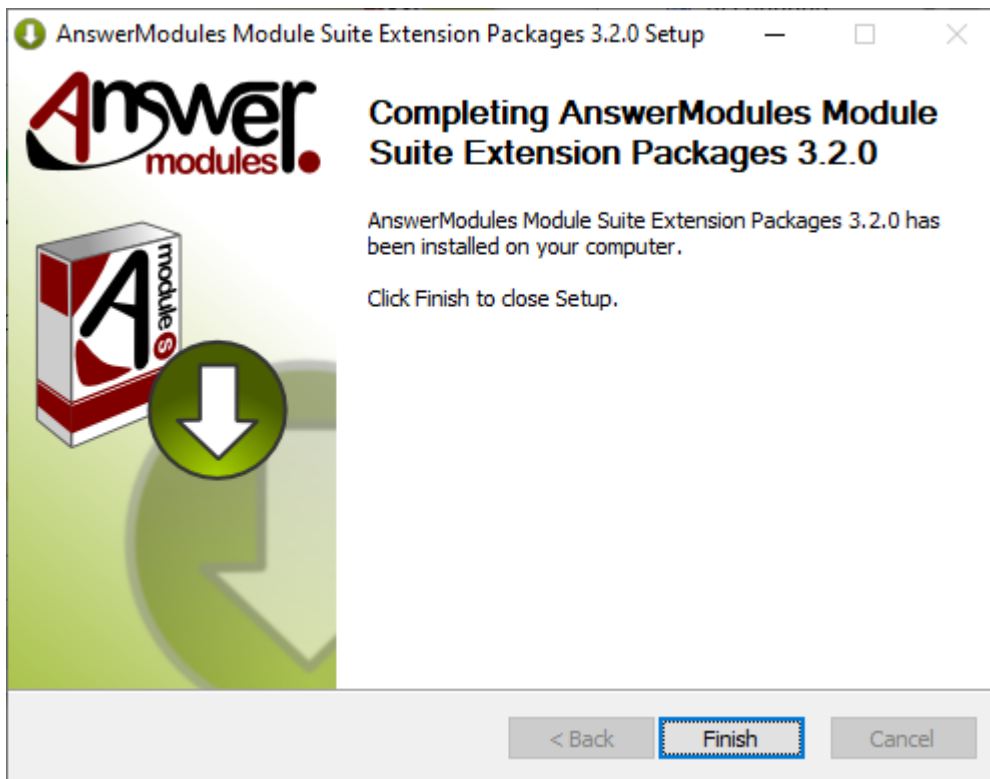 AnswerModules Module Suite Extension Packages 3.2.0 Setup
Answer
modules
Completing AnswerModules Module
Suite Extension Packages 3.2.0
AnswerModules Module Suite Extension Packages 3.2.0 has
been installed on your computer.
Click Finish to close Setup.
A
module s
< Back
Finish
Cancel